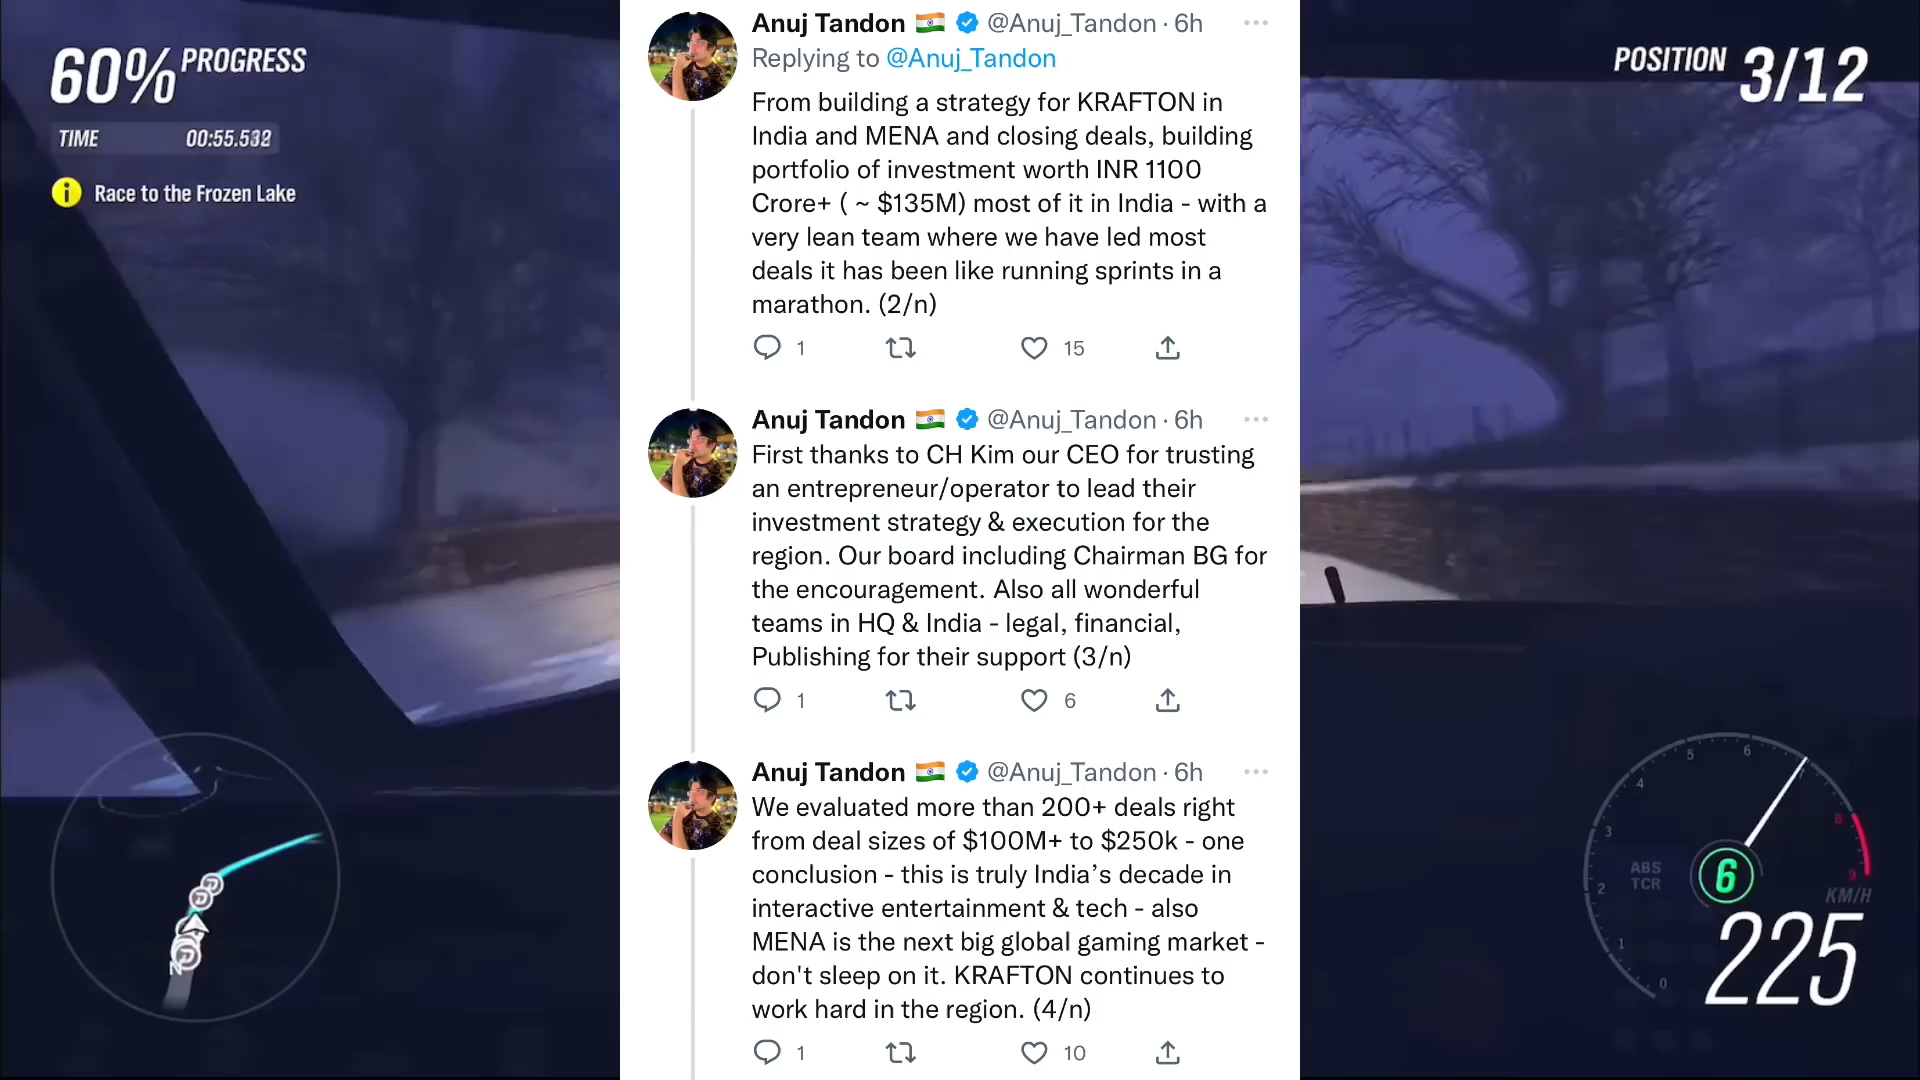 60% PROGRESS
TIME 00:55.532
Race to the Frozen Lake
POSITION 3/12
Anuj Tandon 🇮🇳 @Anuj_Tandon · 6h
Replying to @Anuj_Tandon
From building a strategy for KRAFTON in
India and MENA and closing deals, building
portfolio of investment worth INR 1100
Crore+ ( ~ $135M) most of it in India - with a
very lean team where we have led most
deals it has been like running sprints in a
marathon. (2/n)
1 15
Anuj Tandon 🇮🇳 @Anuj_Tandon · 6h
First thanks to CH Kim our CEO for trusting
an entrepreneur/operator to lead their
investment strategy & execution for the
region. Our board including Chairman BG for
the encouragement. Also all wonderful
teams in HQ & India - legal, financial,
Publishing for their support (3/n)
1 6
Anuj Tandon 🇮🇳 @Anuj_Tandon · 6h
We evaluated more than 200+ deals right
from deal sizes of $100M+ to $250k - one
conclusion - this is truly India’s decade in
interactive entertainment & tech - also
MENA is the next big global gaming market -
don't sleep on it. KRAFTON continues to
work hard in the region. (4/n)
1 10
N
0 1 2 3 4 5 6 8 9
ABS
TCR
6
KM/H
225